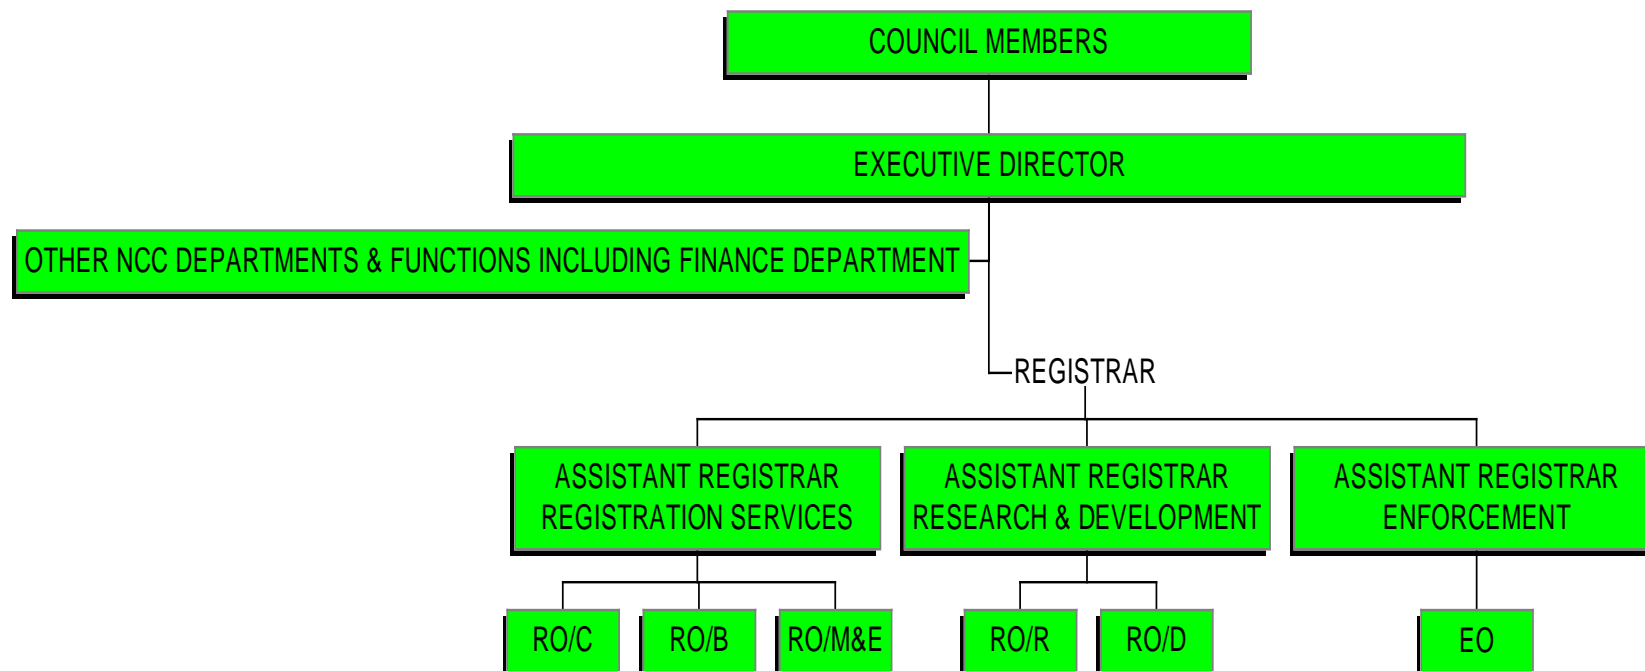 COUNCIL MEMBERS
EXECUTIVE DIRECTOR
OTHER NCC DEPARTMENTS & FUNCTIONS INCLUDING FINANCE DEPARTMENT
REGISTRAR
ASSISTANT REGISTRAR
REGISTRATION SERVICES
ASSISTANT REGISTRAR
RESEARCH & DEVELOPMENT
ASSISTANT REGISTRAR
ENFORCEMENT
RO/C
RO/B
RO/M&E
RO/R
RO/D
EO